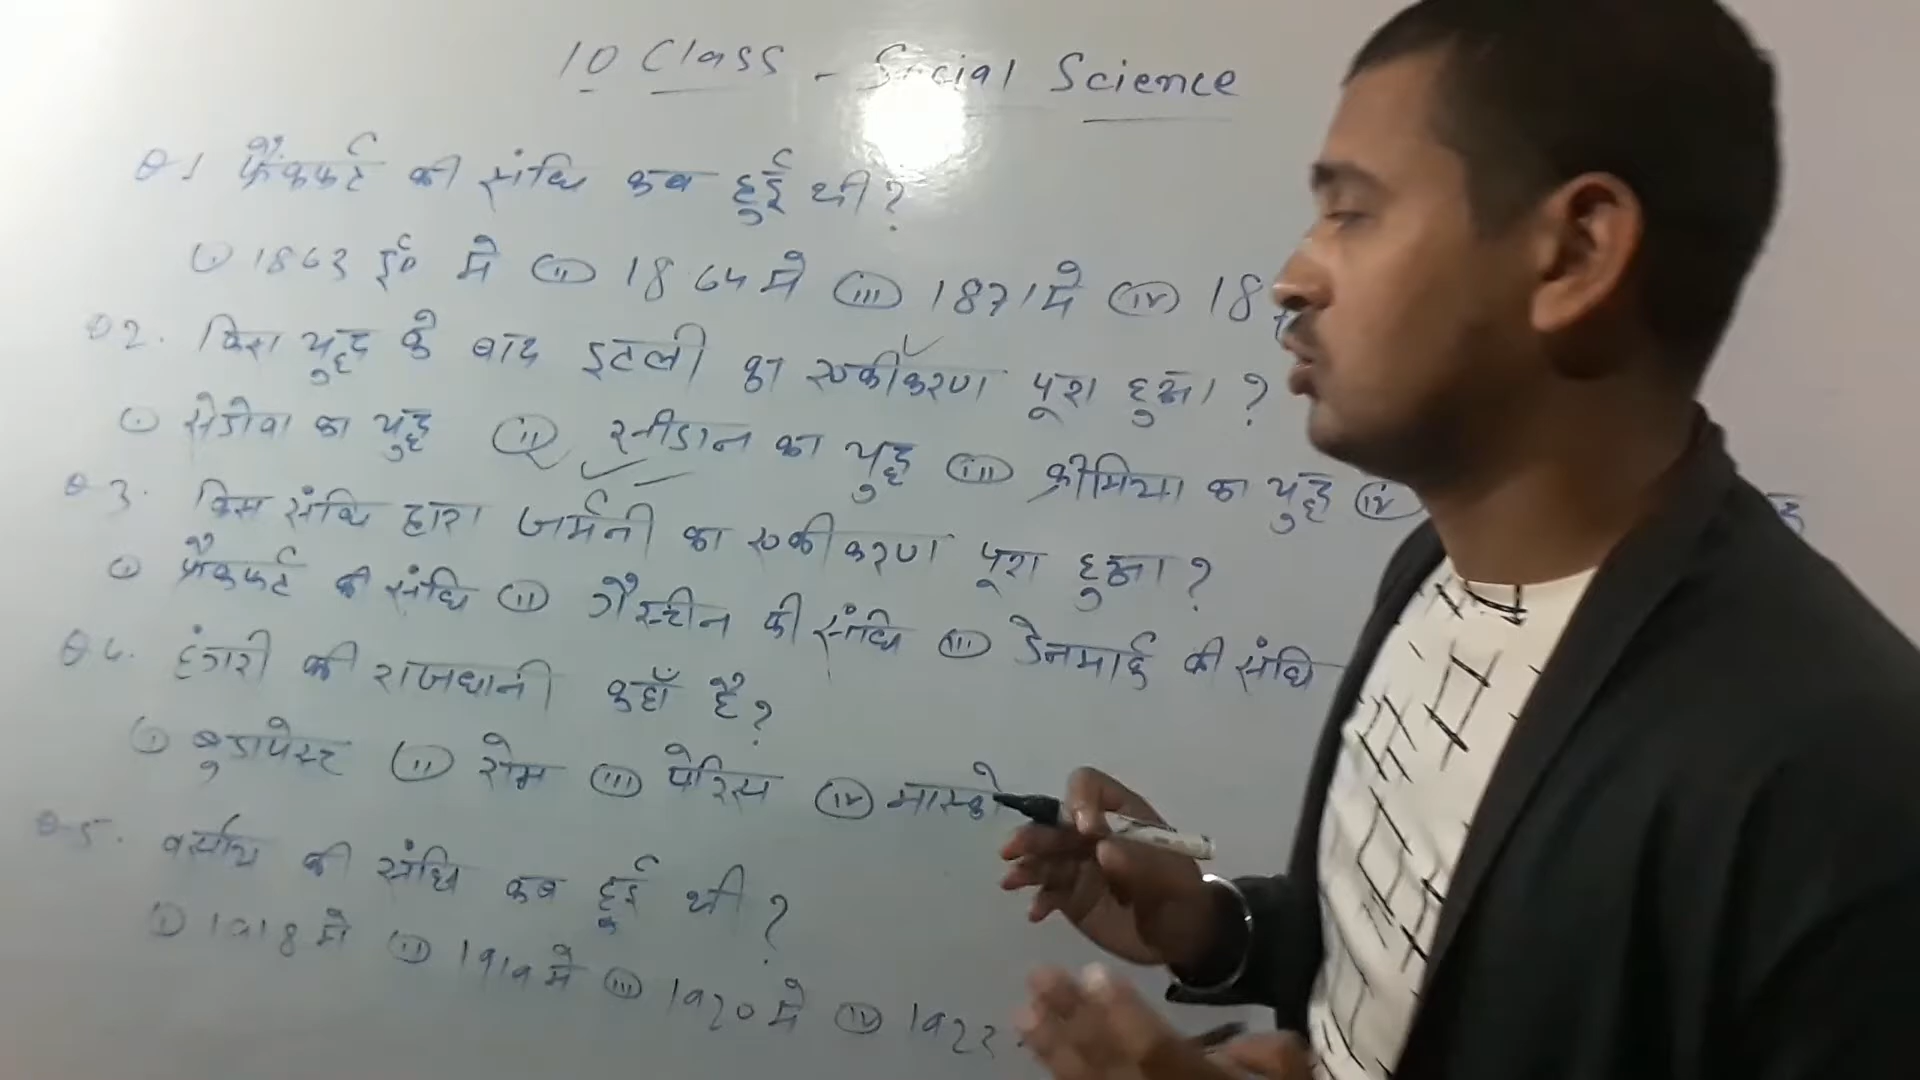 10 Class - Social Science
Q1 फ्रैंकफर्ट की संधि कब हुई थी?
(i) 1863 ई० में (ii) 1864 में (iii) 1871 में (iv) 18
Q2. किस युद्ध के बाद इटली का एकीकरण पूरा हुआ?
(i) सेडोवा का युद्ध (ii) सीडान का युद्ध (iii) क्रीमिया का युद्ध (iv)
Q3. किस संधि द्वारा जर्मनी का एकीकरण पूरा हुआ?
(i) फ्रैंकफर्ट की संधि (ii) गैस्टीन की संधि (iii) डेनमार्क की संधि
Q4. हंगरी की राजधानी कहाँ है?
(i) बुडापेस्ट (ii) रोम (iii) पेरिस (iv) मास्को
Q5. वर्साय की संधि कब हुई थी?
(i) 1918 में (ii) 1919 में (iii) 1920 में (iv) 1922